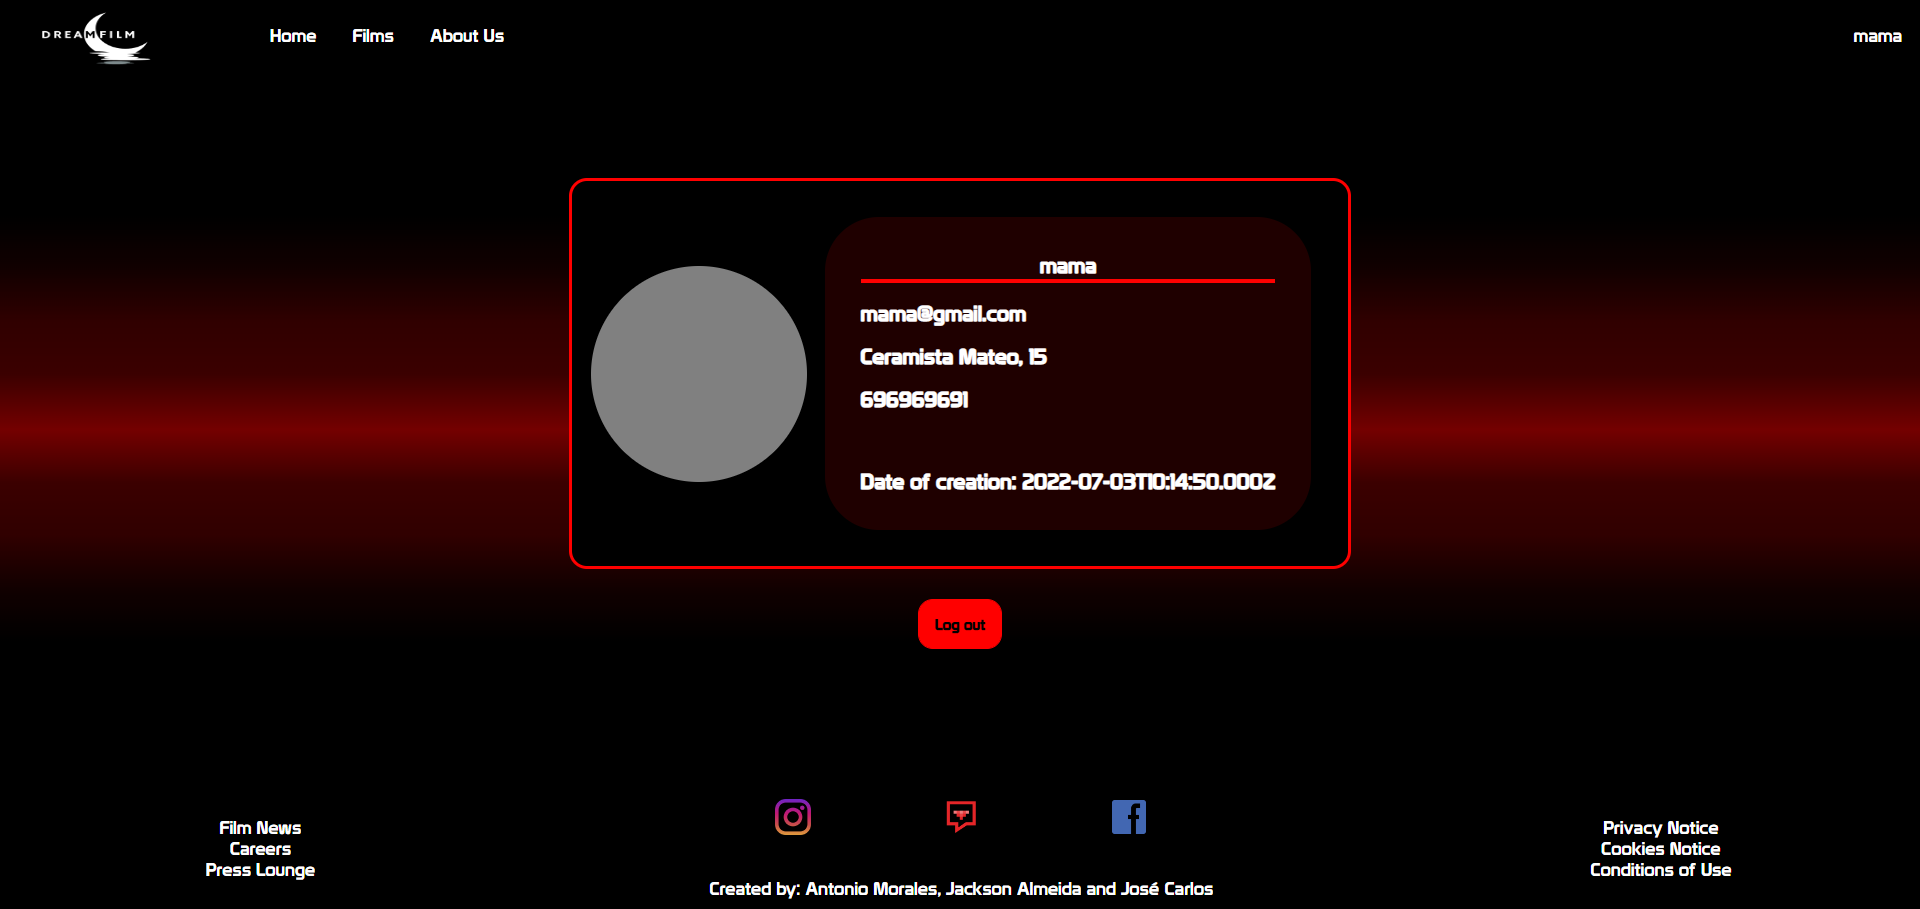 DREAMFILM
Home Films About Us mama
mama
mama@gmail.com
Ceramista Mateo, 15
696969691
Date of creation: 2022-07-03T10:14:50.000Z
Log out
Film News
Careers
Press Lounge
Privacy Notice
Cookies Notice
Conditions of Use
Created by: Antonio Morales, Jackson Almeida and José Carlos